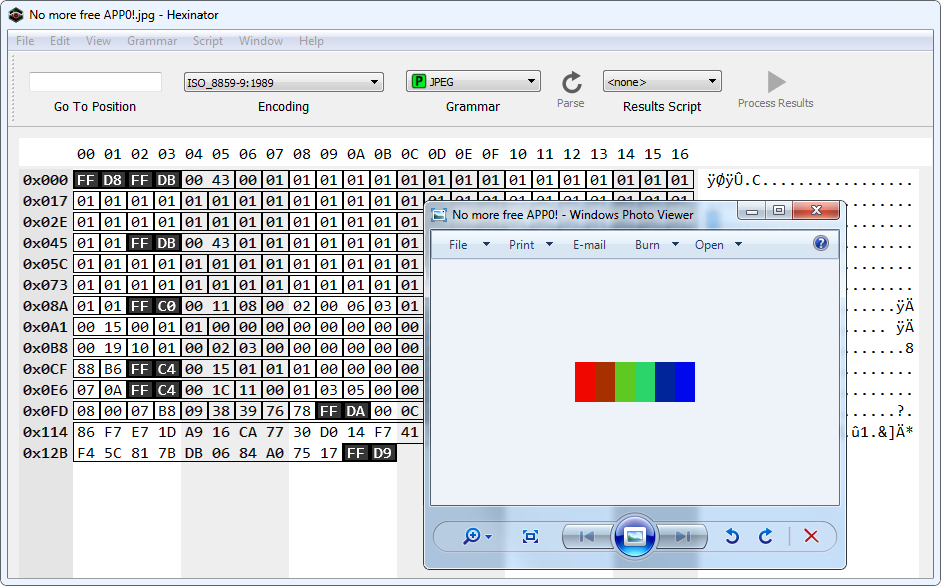 No more free APP0!.jpg - Hexinator
File Edit View Grammar Script Window Help
ISO_8859-9:1989 P JPEG <none>
Go To Position Encoding Grammar Parse Results Script Process Results
00 01 02 03 04 05 06 07 08 09 0A 0B 0C 0D 0E 0F 10 11 12 13 14 15 16
0x000 FF D8 FF DB 00 43 00 01 01 01 01 01 01 01 01 01 01 01 01 01 01 01 01 ÿØÿÛ.C.................
0x017 01 01 01 01 01 01 01 01 01 01 01 01 01
0x02E 01 01 01 01 01 01 01 01 01 01 01 01 01
0x045 01 01 FF DB 00 43 01 01 01 01 01 01 01
0x05C 01 01 01 01 01 01 01 01 01 01 01 01 01
0x073 01 01 01 01 01 01 01 01 01 01 01 01 01
0x08A 01 01 FF C0 00 11 08 00 02 00 06 03 01 ......ÿÄ
0x0A1 00 15 00 01 01 00 00 00 00 00 00 00 00 ...... ÿÄ
0x0B8 00 19 10 01 00 02 03 00 00 00 00 00 00 .......8
0x0CF 88 B6 FF C4 00 15 01 01 01 00 00 00 00
0x0E6 07 0A FF C4 00 1C 11 00 01 03 05 00 00
0x0FD 08 00 07 B8 09 38 39 76 78 FF DA 00 0C ......?.
0x114 86 F7 E7 1D A9 16 CA 77 30 D0 14 F7 41 .û1.&]Ä*
0x12B F4 5C 81 7B DB 06 84 A0 75 17 FF D9
No more free APP0! - Windows Photo Viewer
File Print E-mail Burn Open